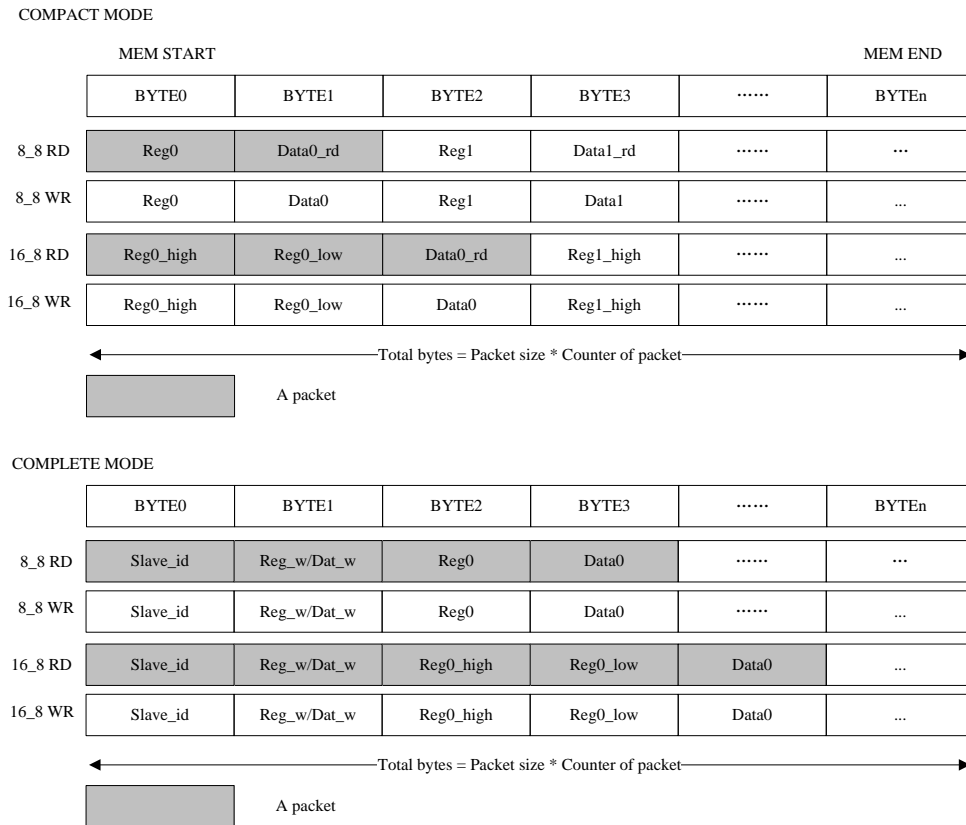 COMPACT MODE
MEM START MEM END
BYTE0 BYTE1 BYTE2 BYTE3 ...... BYTEn
8_8 RD Reg0 Data0_rd Reg1 Data1_rd ...... ...
8_8 WR Reg0 Data0 Reg1 Data1 ...... ...
16_8 RD Reg0_high Reg0_low Data0_rd Reg1_high ...... ...
16_8 WR Reg0_high Reg0_low Data0 Reg1_high ...... ...
Total bytes = Packet size * Counter of packet
A packet
COMPLETE MODE
BYTE0 BYTE1 BYTE2 BYTE3 ...... BYTEn
8_8 RD Slave_id Reg_w/Dat_w Reg0 Data0 ...... ...
8_8 WR Slave_id Reg_w/Dat_w Reg0 Data0 ...... ...
16_8 RD Slave_id Reg_w/Dat_w Reg0_high Reg0_low Data0 ...
16_8 WR Slave_id Reg_w/Dat_w Reg0_high Reg0_low Data0 ...
Total bytes = Packet size * Counter of packet
A packet